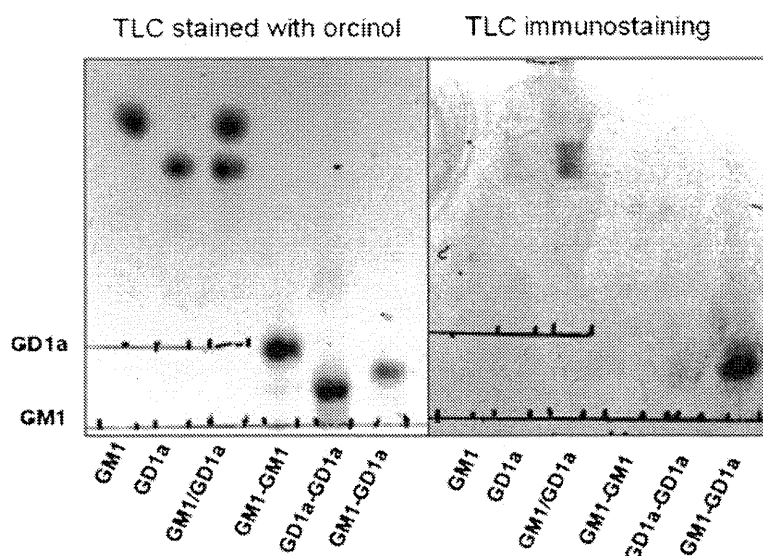 TLC stained with orcinol
TLC immunostaining
GD1a
GM1
GM1
GD1a
GM1/GD1a
GM1-GM1
GD1a-GD1a
GM1-GD1a
GM1
GD1a
GM1/GD1a
GM1-GM1
GD1a-GD1a
GM1-GD1a